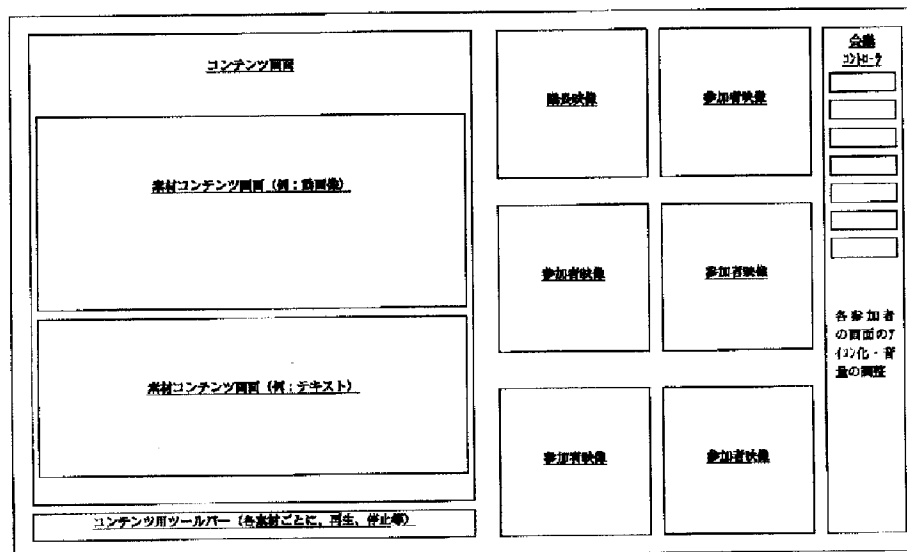 コンテンツ画面
素材コンテンツ画面（例：動画像）
素材コンテンツ画面（例：テキスト）
コンテンツ用ツールバー（各素材ごとに、再生、停止等）
議長映像
参加者映像
参加者映像
参加者映像
参加者映像
参加者映像
会議
ｺﾝﾄﾛｰﾗ
各参加者
の画面のｱ
ｲｺﾝ化・音
量の調整